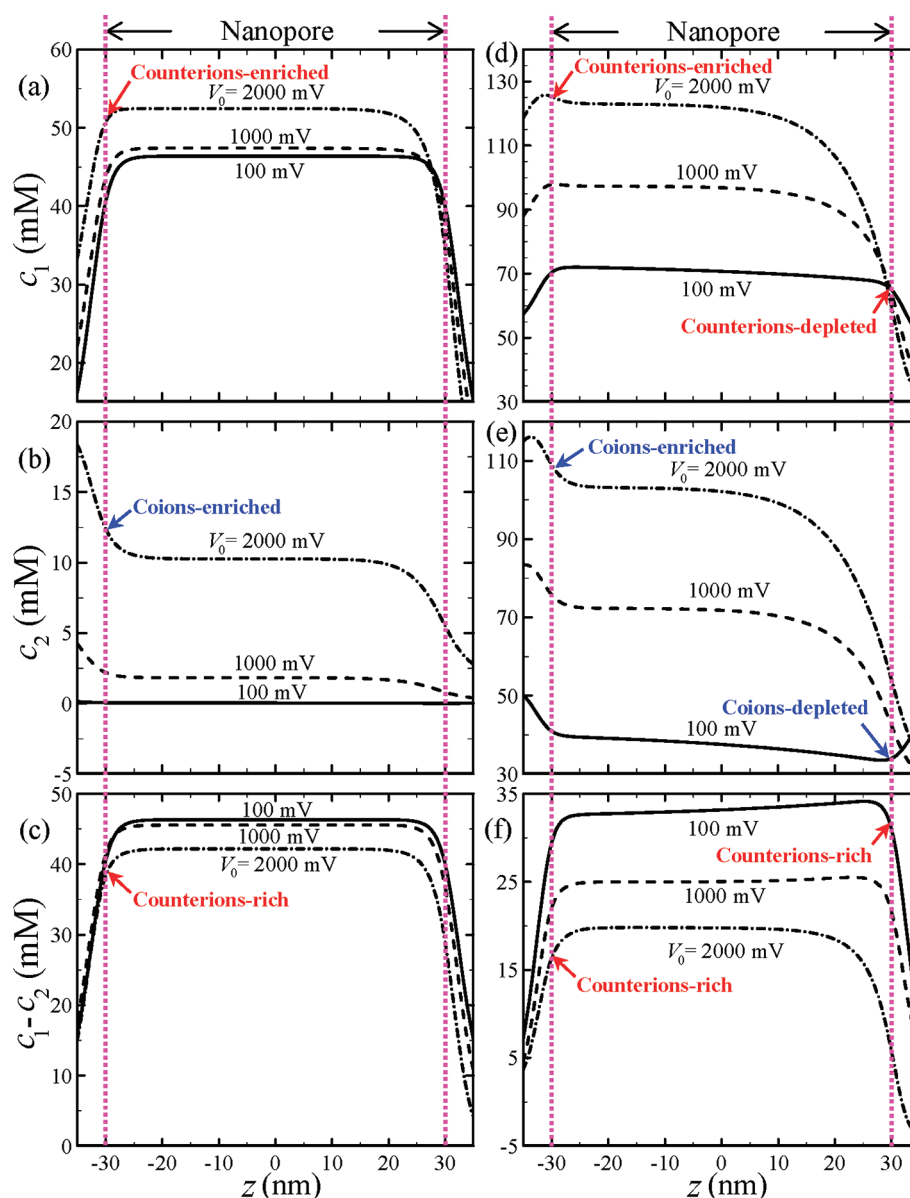 Nanopore
Nanopore
(a)
60
50
40
30
20
c1 (mM)
Counterions-enriched
V0= 2000 mV
1000 mV
100 mV
(d)
130
110
90
70
50
30
c1 (mM)
Counterions-enriched
V0= 2000 mV
1000 mV
100 mV
Counterions-depleted
(b)
20
15
10
5
0
-5
c2 (mM)
Coions-enriched
V0= 2000 mV
1000 mV
100 mV
(e)
110
90
70
50
30
c2 (mM)
Coions-enriched
V0= 2000 mV
1000 mV
100 mV
Coions-depleted
(c)
50
40
30
20
10
0
c1- c2 (mM)
100 mV
1000 mV
V0= 2000 mV
Counterions-rich
-30 -20 -10 0 10 20 30
z (nm)
(f)
35
25
15
5
-5
100 mV
Counterions-rich
1000 mV
V0= 2000 mV
Counterions-rich
-30 -20 -10 0 10 20 30
z (nm)